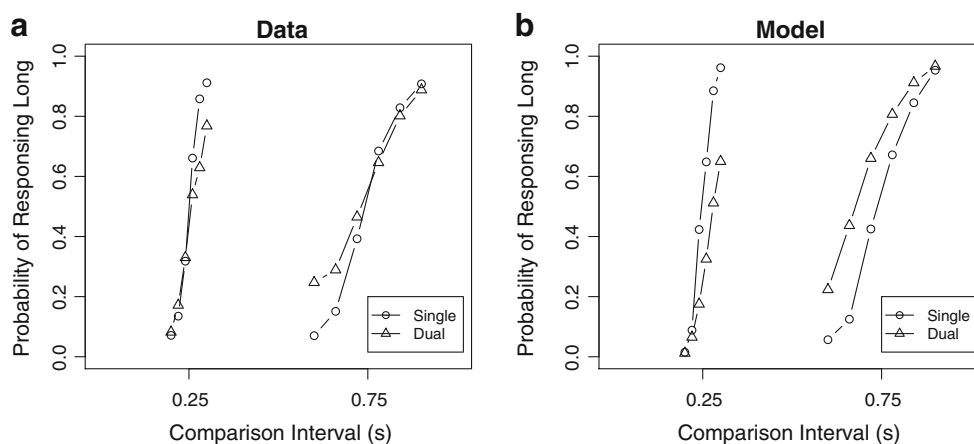 a
Data
Probability of Responsing Long
0.0 0.2 0.4 0.6 0.8 1.0
0.25 0.75
Comparison Interval (s)
Single
Dual
b
Model
Probability of Responsing Long
0.0 0.2 0.4 0.6 0.8 1.0
0.25 0.75
Comparison Interval (s)
Single
Dual